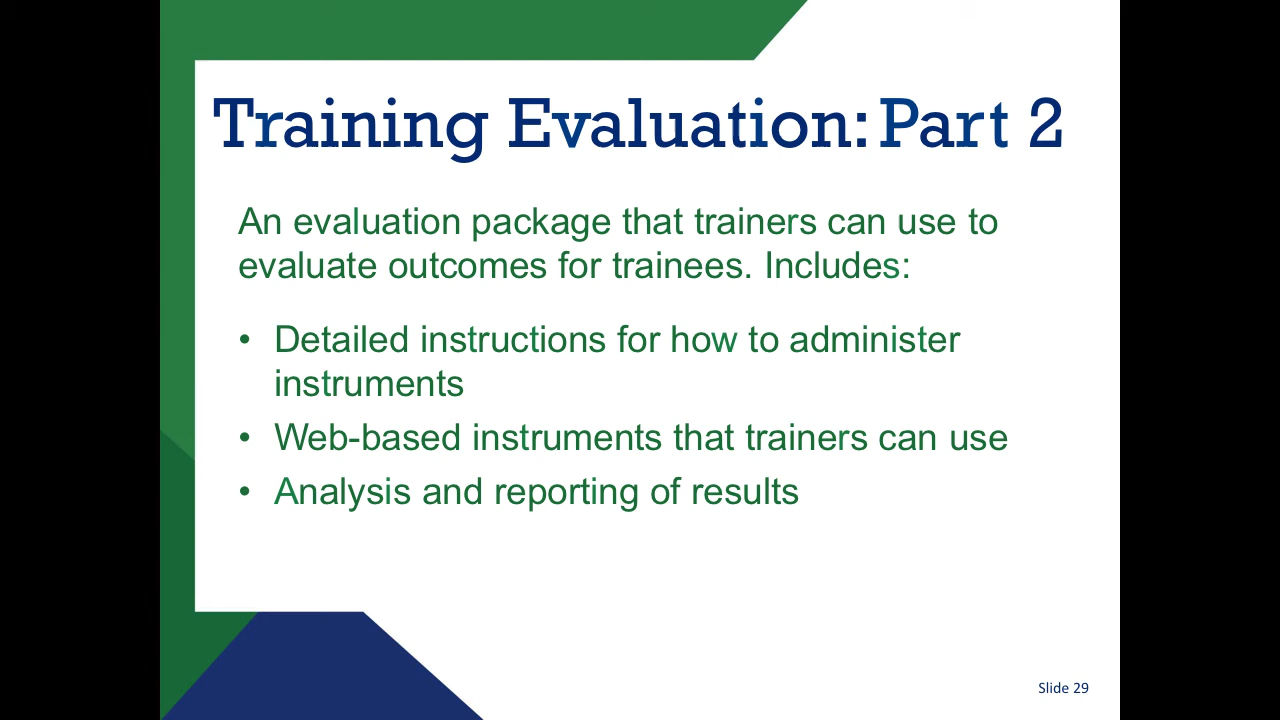 Training Evaluation: Part 2
An evaluation package that trainers can use to
evaluate outcomes for trainees. Includes:
• Detailed instructions for how to administer
instruments
• Web-based instruments that trainers can use
• Analysis and reporting of results
Slide 29